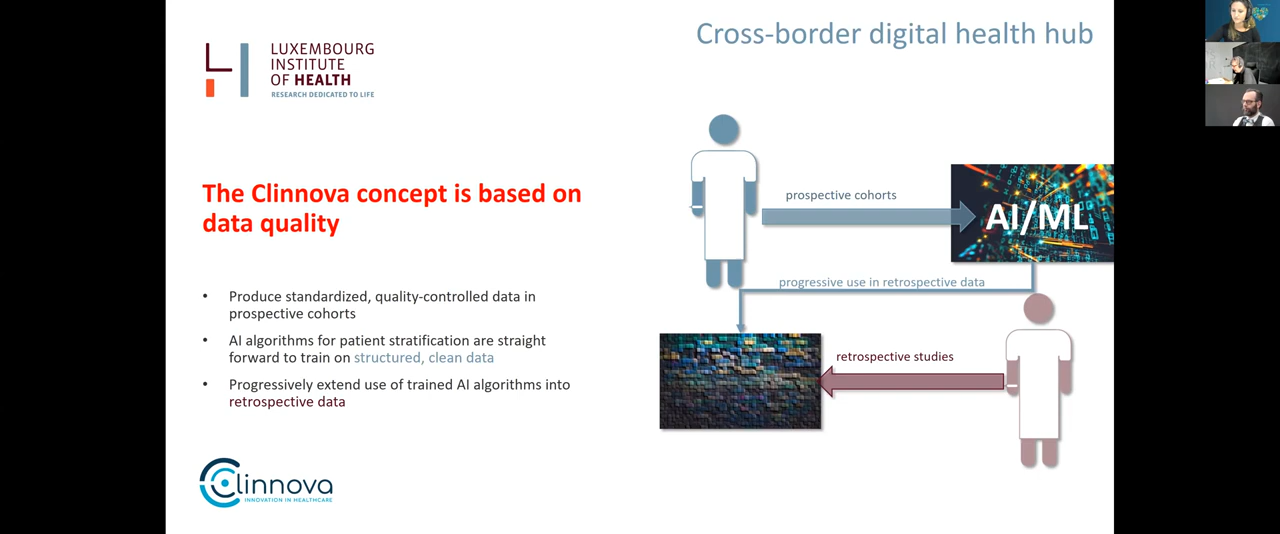 Cross-border digital health hub
LUXEMBOURG
INSTITUTE
OF HEALTH
RESEARCH DEDICATED TO LIFE
The Clinnova concept is based on
data quality
• Produce standardized, quality-controlled data in
prospective cohorts
• AI algorithms for patient stratification are straight
forward to train on structured, clean data
• Progressively extend use of trained AI algorithms into
retrospective data
prospective cohorts
AI/ML
progressive use in retrospective data
retrospective studies
Clinnova
INNOVATION IN HEALTHCARE